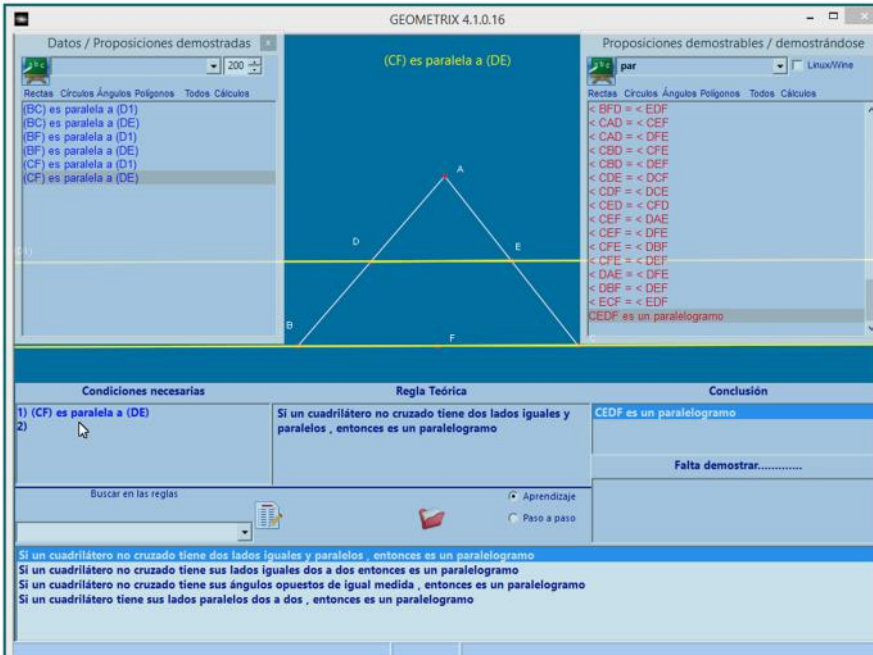 GEOMETRIX 4.1.0.16
Datos / Proposiciones demostradas
200
Rectas Círculos Ángulos Polígonos Todos Cálculos
(BC) es paralela a (D1)
(BC) es paralela a (DE)
(BF) es paralela a (D1)
(BF) es paralela a (DE)
(CF) es paralela a (D1)
(CF) es paralela a (DE)
(CF) es paralela a (DE)
A
D
E
B
F
C
(D1)
Proposiciones demostrables / demostrándose
par
Linux/Wine
Rectas Círculos Ángulos Polígonos Todos Cálculos
< BFD = < EDF
< CAD = < CEF
< CAD = < DFE
< CBD = < CFE
< CBD = < DEF
< CDE = < DCF
< CDF = < DCE
< CED = < CFD
< CEF = < DAE
< CEF = < DFE
< CFE = < DBF
< CFE = < DEF
< DAE = < DFE
< DBF = < DEF
< ECF = < EDF
CEDF es un paralelogramo
Condiciones necesarias
1) (CF) es paralela a (DE)
2)
Regla Teórica
Si un cuadrilátero no cruzado tiene dos lados iguales y
paralelos , entonces es un paralelogramo
Conclusión
CEDF es un paralelogramo
Falta demostrar.............
Buscar en las reglas
Aprendizaje
Paso a paso
Si un cuadrilátero no cruzado tiene dos lados iguales y paralelos , entonces es un paralelogramo
Si un cuadrilátero no cruzado tiene sus lados iguales dos a dos entonces es un paralelogramo
Si un cuadrilátero no cruzado tiene sus ángulos opuestos de igual medida , entonces es un paralelogramo
Si un cuadrilátero tiene sus lados paralelos dos a dos , entonces es un paralelogramo